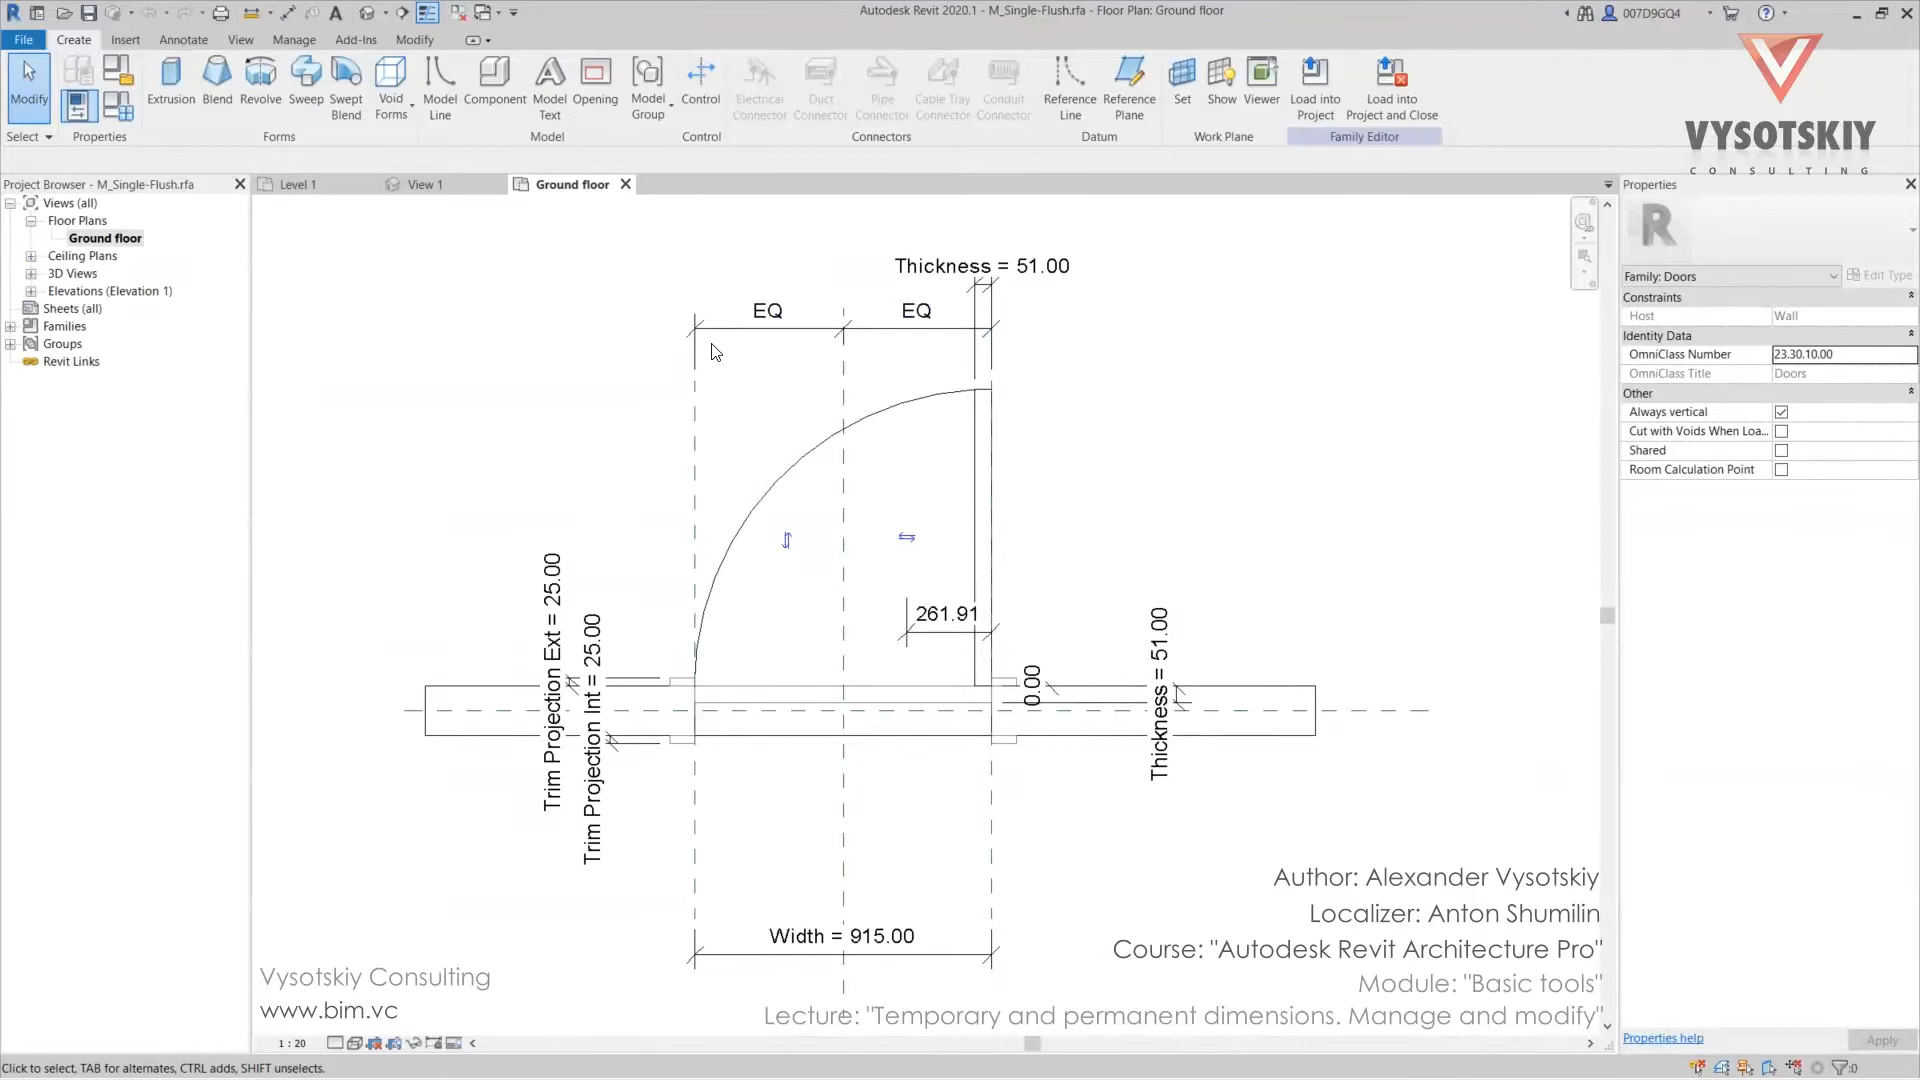 Autodesk Revit 2020.1 - M_Single-Flush.rfa - Floor Plan: Ground floor
007D9GQ4
File Create Insert Annotate View Manage Add-Ins Modify
Modify
Extrusion Blend Revolve Sweep Swept Blend Void Forms
Model Line Component Model Text Opening Model Group
Control
Electrical Connector Duct Connector Pipe Connector Cable Tray Connector Conduit Connector
Reference Line Reference Plane
Set Show Viewer
Load into Project Load into Project and Close
Select Properties Forms Model Control Connectors Datum Work Plane Family Editor
VYSOTSKIY
CONSULTING
Project Browser - M_Single-Flush.rfa
Views (all)
Floor Plans
Ground floor
Ceiling Plans
3D Views
Elevations (Elevation 1)
Sheets (all)
Families
Groups
Revit Links
Level 1
View 1
Ground floor
Thickness = 51.00
EQ
EQ
261.91
0.00
Thickness = 51.00
Trim Projection Ext = 25.00
Trim Projection Int = 25.00
Width = 915.00
Properties
R
Family: Doors
Edit Type
Constraints
Host Wall
Identity Data
OmniClass Number 23.30.10.00
OmniClass Title Doors
Other
Always vertical
Cut with Voids When Loa...
Shared
Room Calculation Point
Author: Alexander Vysotskiy
Localizer: Anton Shumilin
Course: "Autodesk Revit Architecture Pro"
Module: "Basic tools"
Lecture: "Temporary and permanent dimensions. Manage and modify"
Vysotskiy Consulting
www.bim.vc
1 : 20
Properties help
Apply
Click to select, TAB for alternates, CTRL adds, SHIFT unselects.
:0